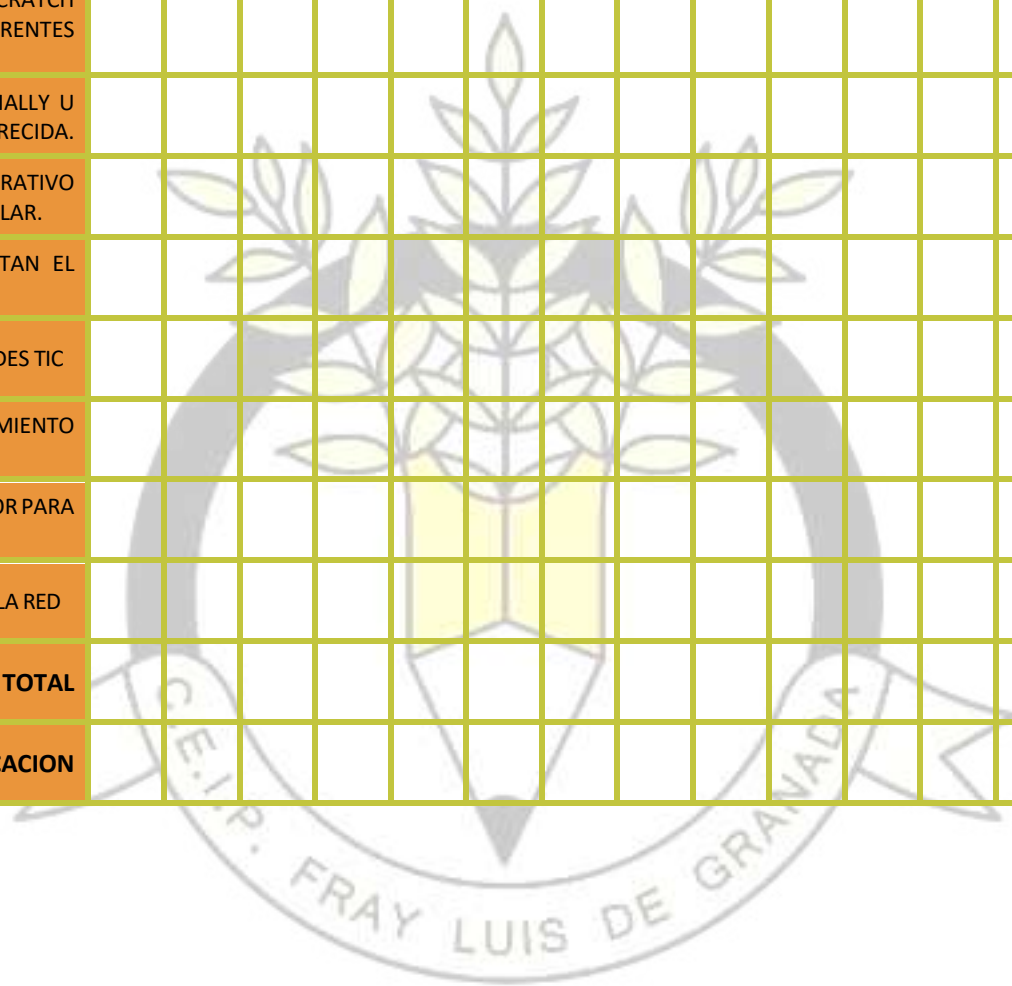 SCRATCH
RENTES
IALLY U
RECIDA.
RATIVO
LAR.
TAN EL
DES TIC
MIENTO
OR PARA
LA RED
TOTAL
CACION
C.E.I.P. FRAY LUIS DE GRANADA